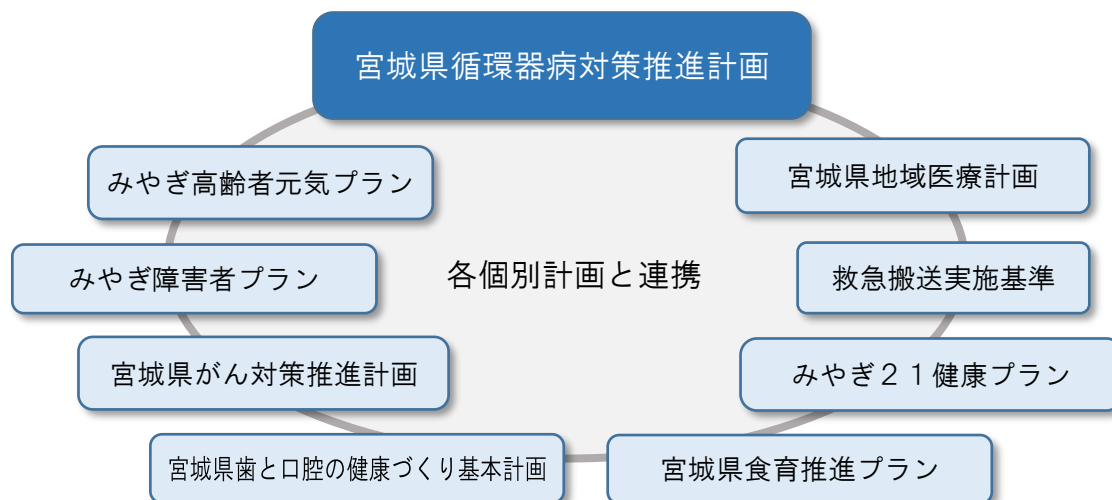 宮城県循環器病対策推進計画
みやぎ高齢者元気プラン
宮城県地域医療計画
みやぎ障害者プラン
各個別計画と連携
救急搬送実施基準
宮城県がん対策推進計画
みやぎ２１健康プラン
宮城県歯と口腔の健康づくり基本計画
宮城県食育推進プラン